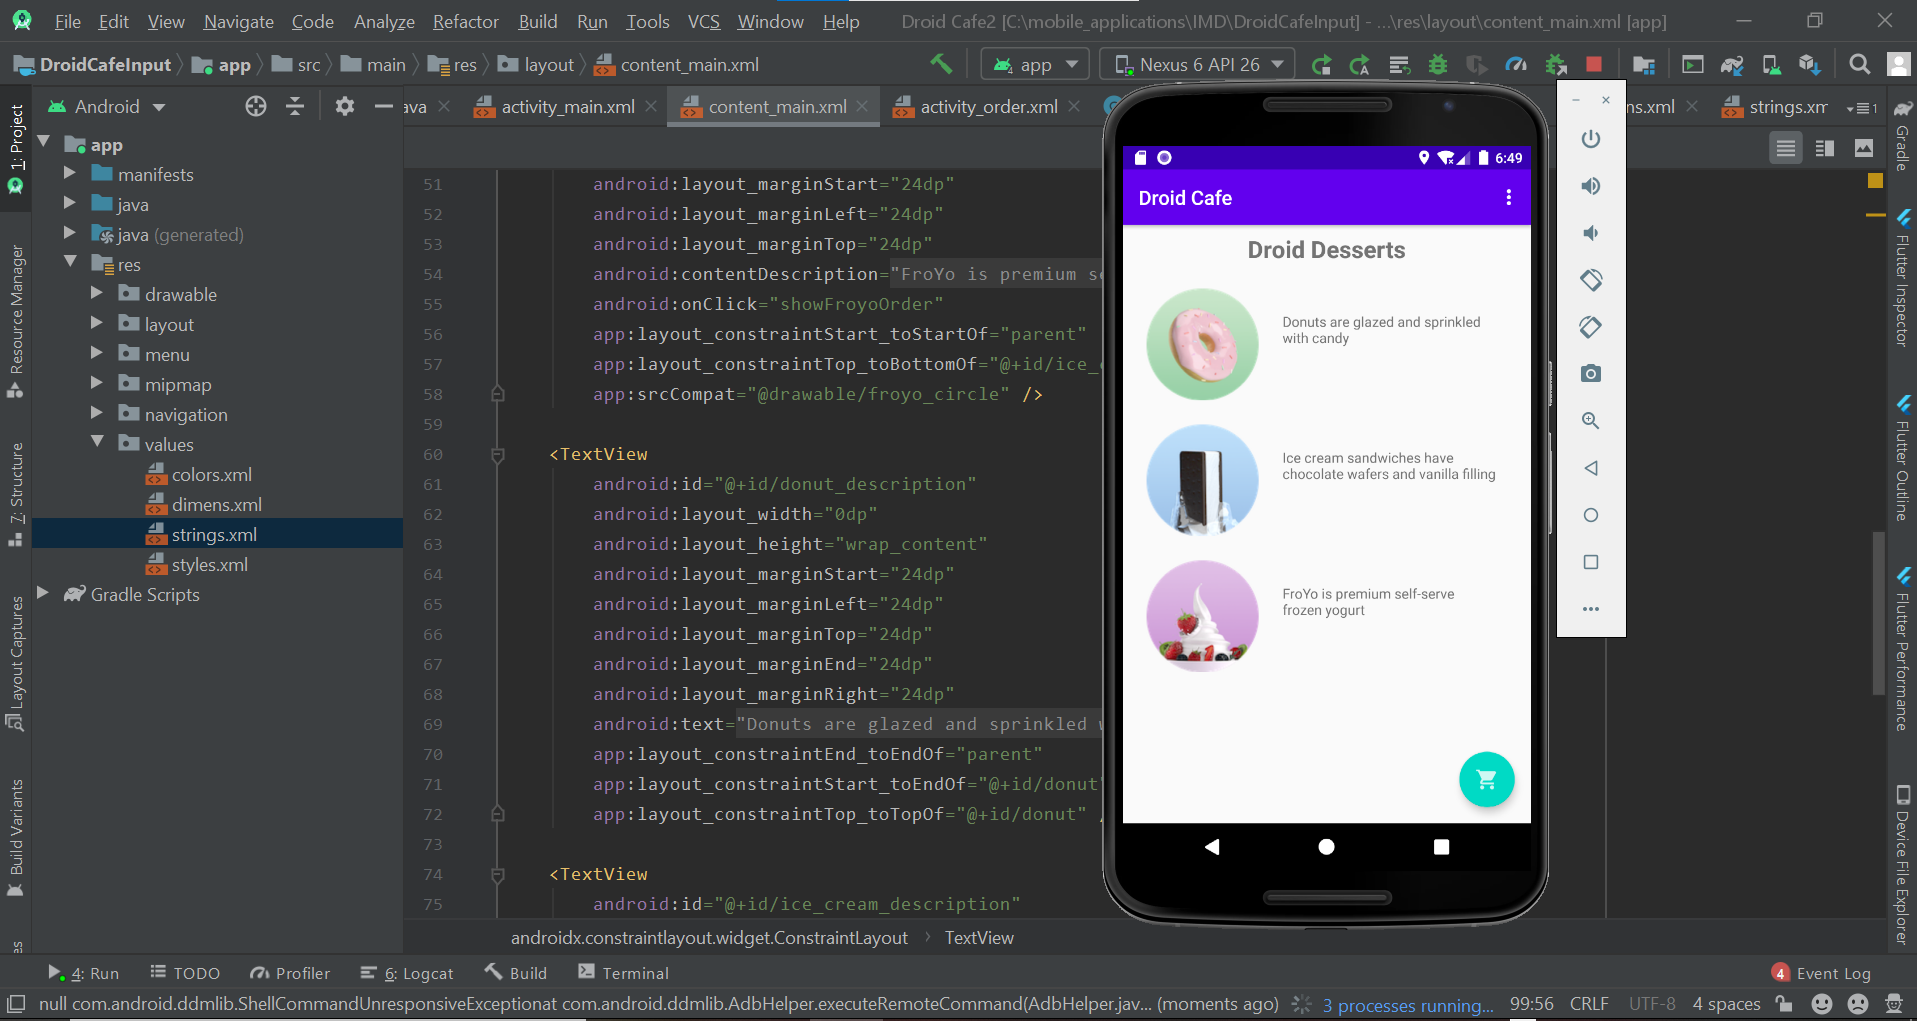 File Edit View Navigate Code Analyze Refactor Build Run Tools VCS Window Help Droid Cafe2 [C:\mobile_applications\IMD\DroidCafeInput] - ...\res\layout\content_main.xml [app]
DroidCafeInput app src main res layout content_main.xml app Nexus 6 API 26
Android ava activity_main.xml content_main.xml activity_order.xml ns.xml strings.xm 1
1: Project
Resource Manager
7: Structure
Layout Captures
Build Variants
es
app
manifests
java
java (generated)
res
drawable
layout
menu
mipmap
navigation
values
colors.xml
dimens.xml
strings.xml
styles.xml
Gradle Scripts
51 android:layout_marginStart="24dp"
52 android:layout_marginLeft="24dp"
53 android:layout_marginTop="24dp"
54 android:contentDescription="FroYo is premium se
55 android:onClick="showFroyoOrder"
56 app:layout_constraintStart_toStartOf="parent"
57 app:layout_constraintTop_toBottomOf="@+id/ice_
58 app:srcCompat="@drawable/froyo_circle" />
59
60 <TextView
61 android:id="@+id/donut_description"
62 android:layout_width="0dp"
63 android:layout_height="wrap_content"
64 android:layout_marginStart="24dp"
65 android:layout_marginLeft="24dp"
66 android:layout_marginTop="24dp"
67 android:layout_marginEnd="24dp"
68 android:layout_marginRight="24dp"
69 android:text="Donuts are glazed and sprinkled
70 app:layout_constraintEnd_toEndOf="parent"
71 app:layout_constraintStart_toEndOf="@+id/donut"
72 app:layout_constraintTop_toTopOf="@+id/donut" /
73
74 <TextView
75 android:id="@+id/ice_cream_description"
androidx.constraintlayout.widget.ConstraintLayout TextView
6:49
Droid Cafe
Droid Desserts
Donuts are glazed and sprinkled
with candy
Ice cream sandwiches have
chocolate wafers and vanilla filling
FroYo is premium self-serve
frozen yogurt
Gradle
Flutter Inspector
Flutter Outline
Flutter Performance
Device File Explorer
4: Run TODO Profiler 6: Logcat Build Terminal 4 Event Log
null com.android.ddmlib.ShellCommandUnresponsiveExceptionat com.android.ddmlib.AdbHelper.executeRemoteCommand(AdbHelper.jav... (moments ago) 3 processes running... 99:56 CRLF UTF-8 4 spaces